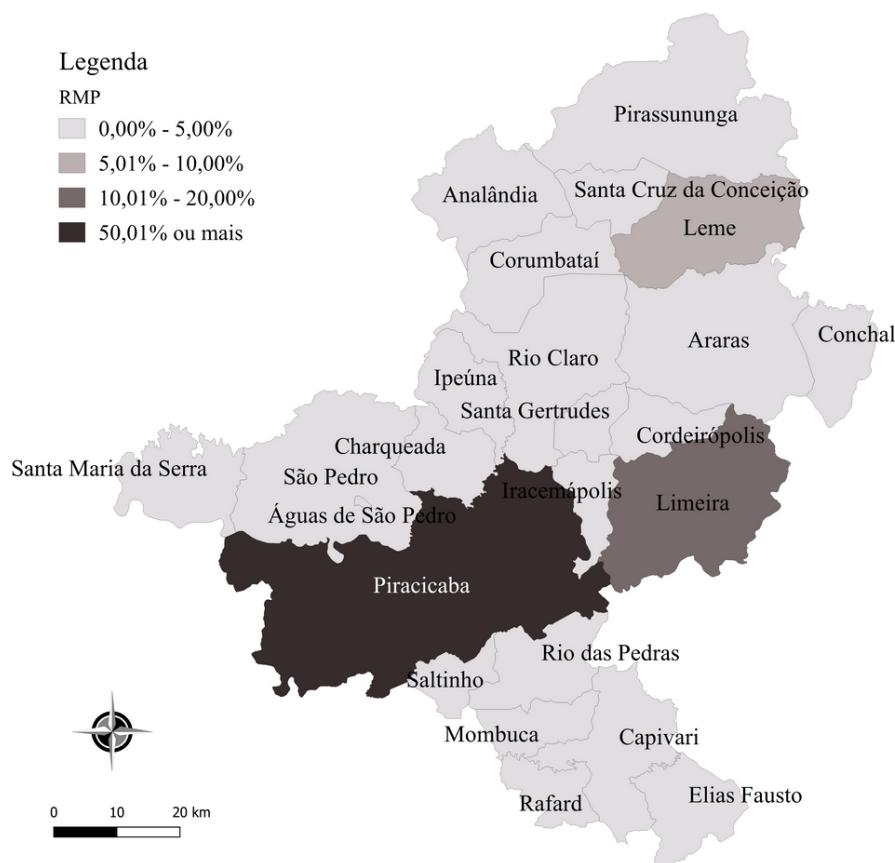 Legenda
RMP
0,00% - 5,00%
5,01% - 10,00%
10,01% - 20,00%
50,01% ou mais
Pirassununga
Santa Cruz da Conceição
Analândia
Leme
Corumbataí
Conchal
Araras
Rio Claro
Ipeúna
Santa Gertrudes
Cordeirópolis
Charqueada
Santa Maria da Serra
São Pedro
Iracemápolis
Limeira
Águas de São Pedro
Piracicaba
Rio das Pedras
Saltinho
Mombuca
Capivari
Elias Fausto
Rafard
0 10 20 km